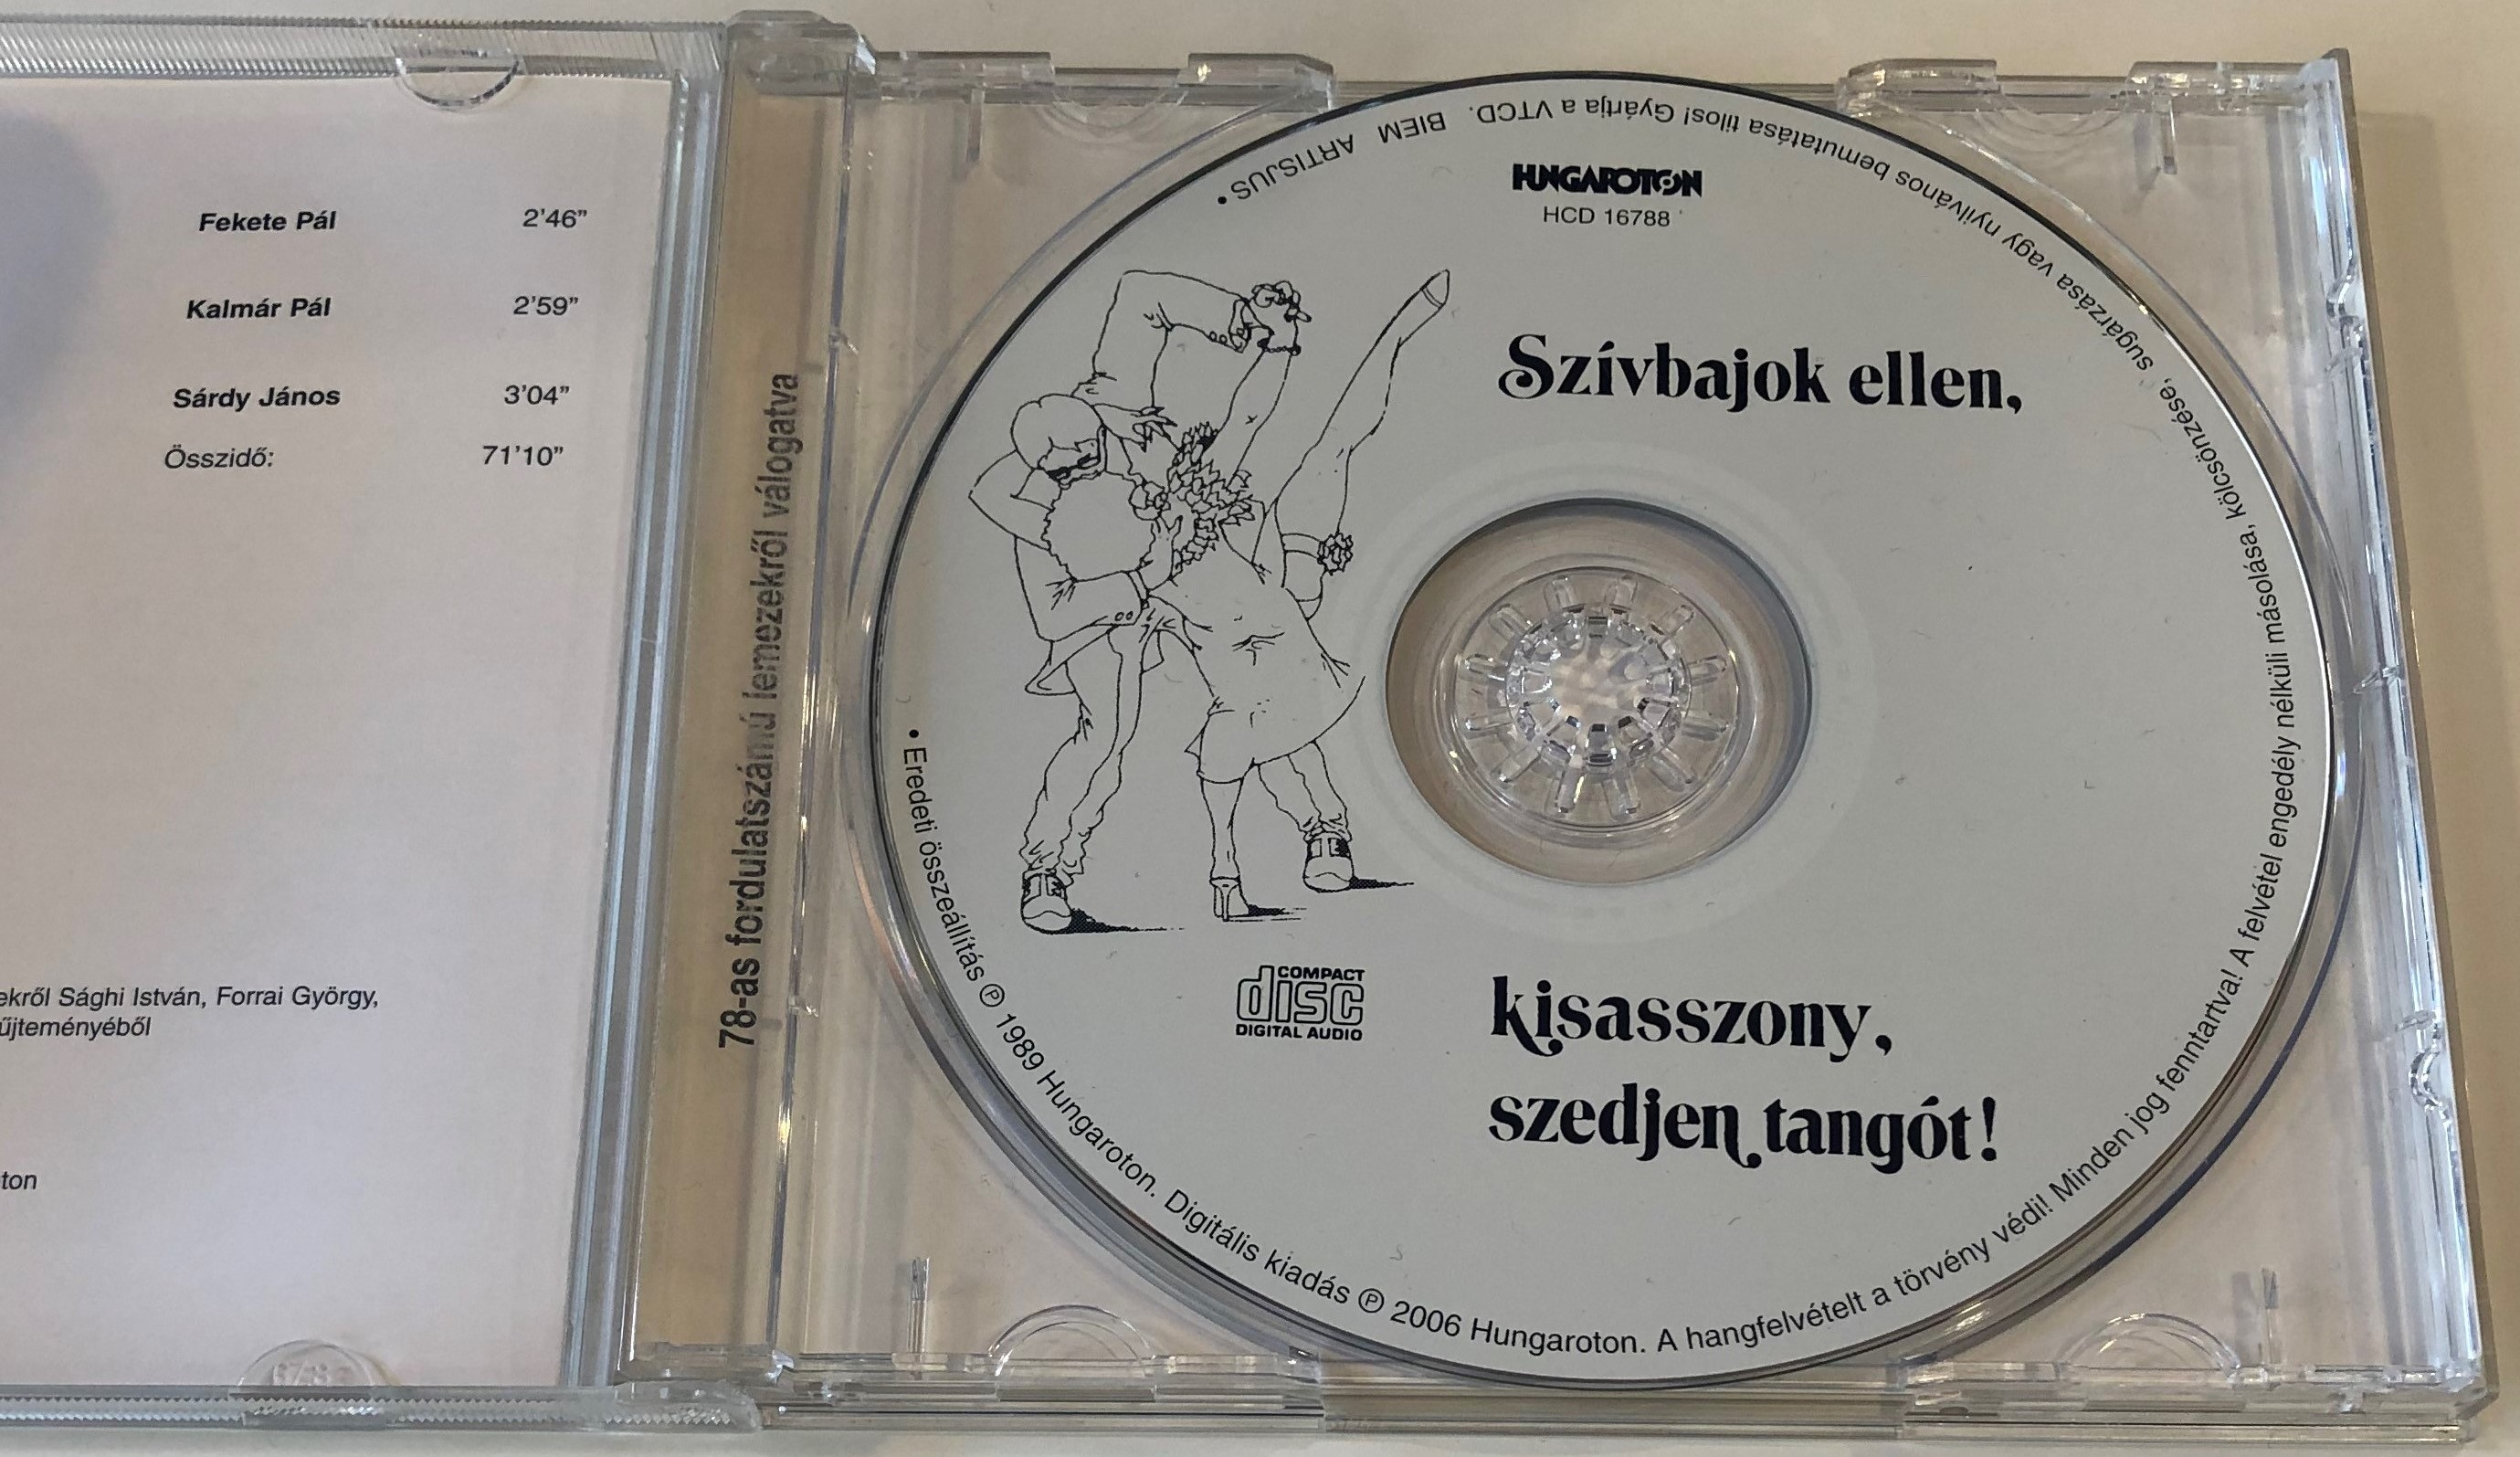 Fekete Pál 2'46”
Kalmár Pál 2'59”
Sárdy János 3'04”
Összidő: 71'10”
ekről Sághi István, Forrai György,
űjteményéből
ton
78-as fordulatszámú lemezekről válogatva
HUNGAROTON
HCD 16788
Szívbajok ellen,
kisasszony,
szedjen tangót!
COMPACT
disc
DIGITAL AUDIO
• Eredeti összeállítás ℗ 1989 Hungaroton. Digitális kiadás ℗ 2006 Hungaroton. A hangfelvételt a törvény védi! Minden jog fenntartva! A felvétel engedély nélküli másolása, kölcsönzése, sugárzása vagy nyilvános bemutatása tilos! Gyártja a VTCD. BIEM ARTISJUS •